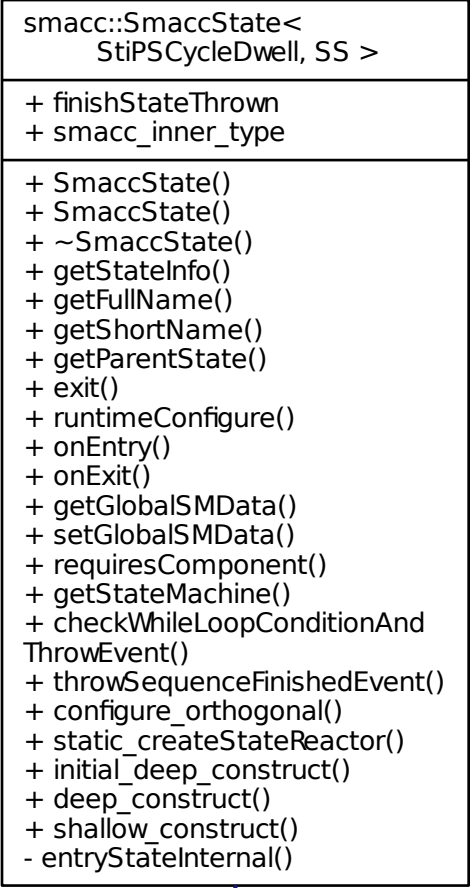 smacc::SmaccState<
StiPSCycleDwell, SS >
+ finishStateThrown
+ smacc_inner_type
+ SmaccState()
+ SmaccState()
+ ~SmaccState()
+ getStateInfo()
+ getFullName()
+ getShortName()
+ getParentState()
+ exit()
+ runtimeConfigure()
+ onEntry()
+ onExit()
+ getGlobalSMData()
+ setGlobalSMData()
+ requiresComponent()
+ getStateMachine()
+ checkWhileLoopConditionAnd
ThrowEvent()
+ throwSequenceFinishedEvent()
+ configure_orthogonal()
+ static_createStateReactor()
+ initial_deep_construct()
+ deep_construct()
+ shallow_construct()
- entryStateInternal()